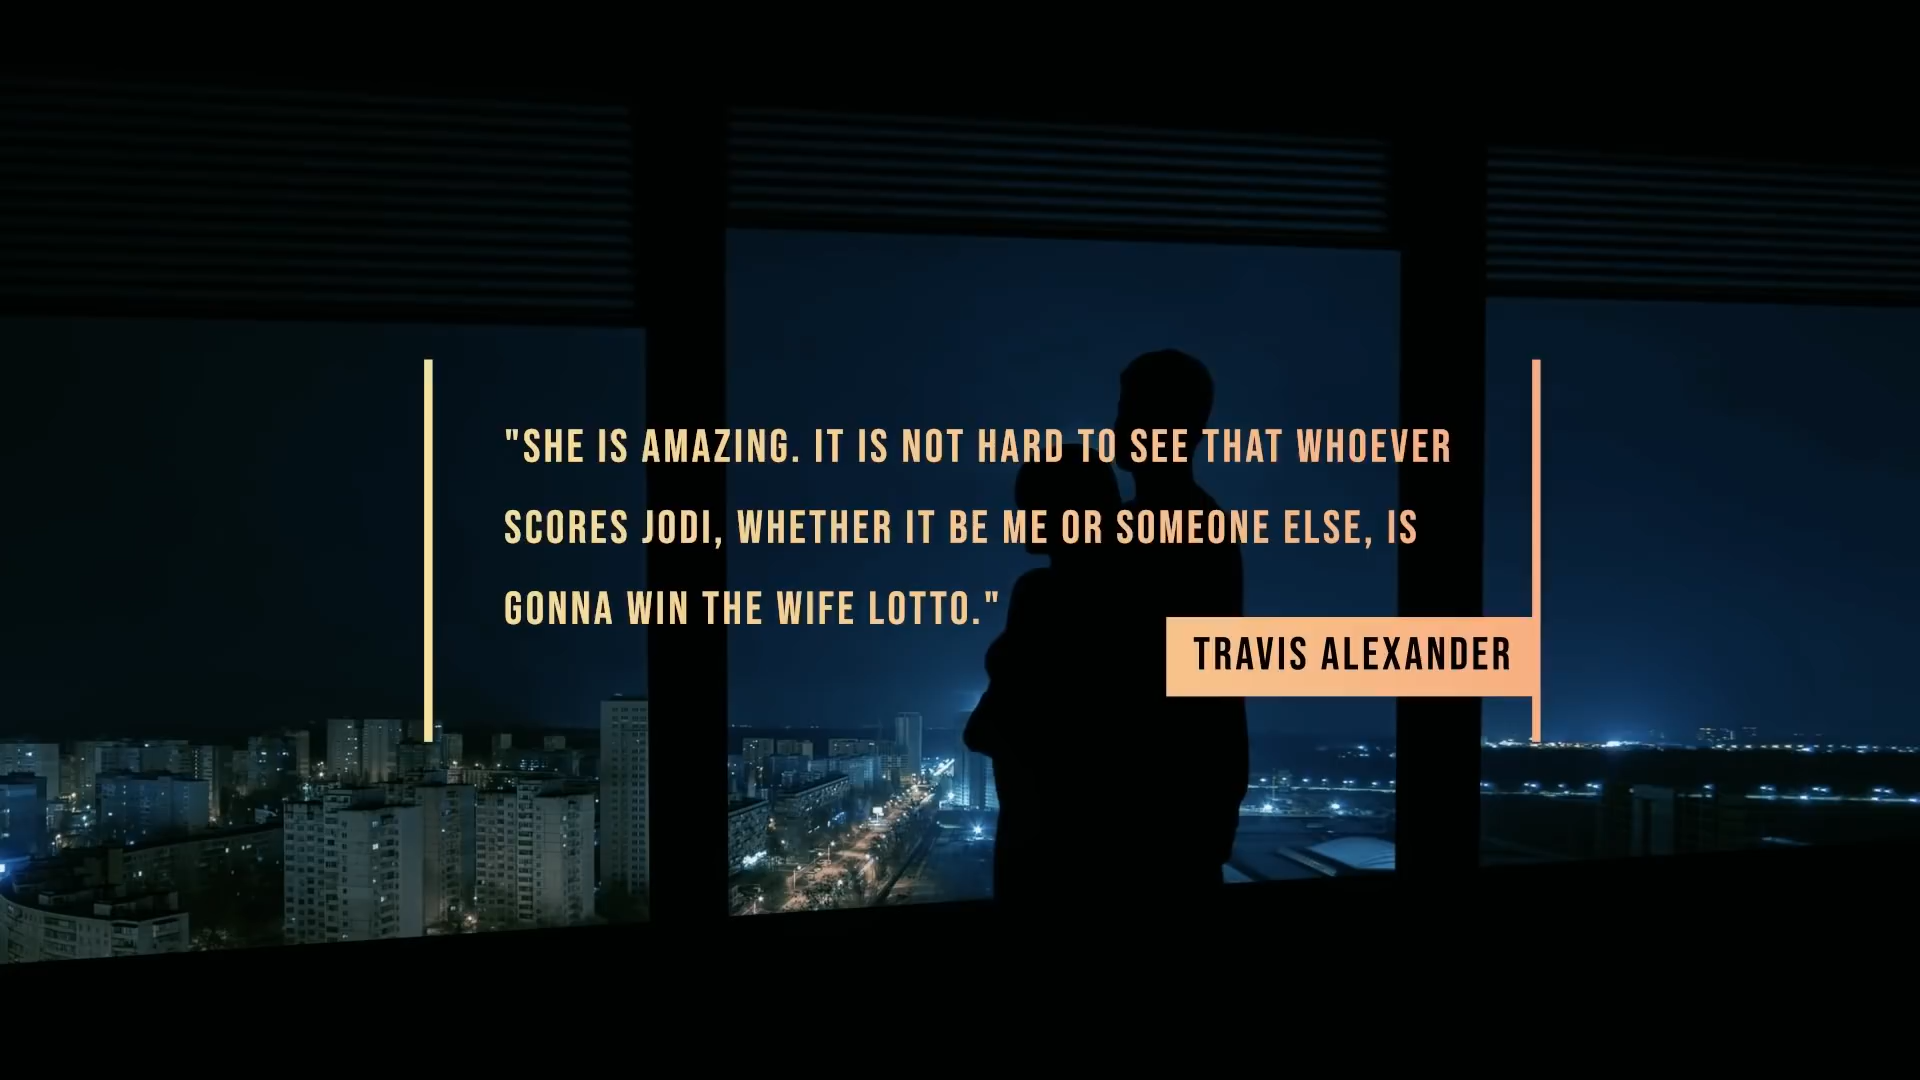 "SHE IS AMAZING. IT IS NOT HARD TO SEE THAT WHOEVER
SCORES JODI, WHETHER IT BE ME OR SOMEONE ELSE, IS
GONNA WIN THE WIFE LOTTO."
TRAVIS ALEXANDER